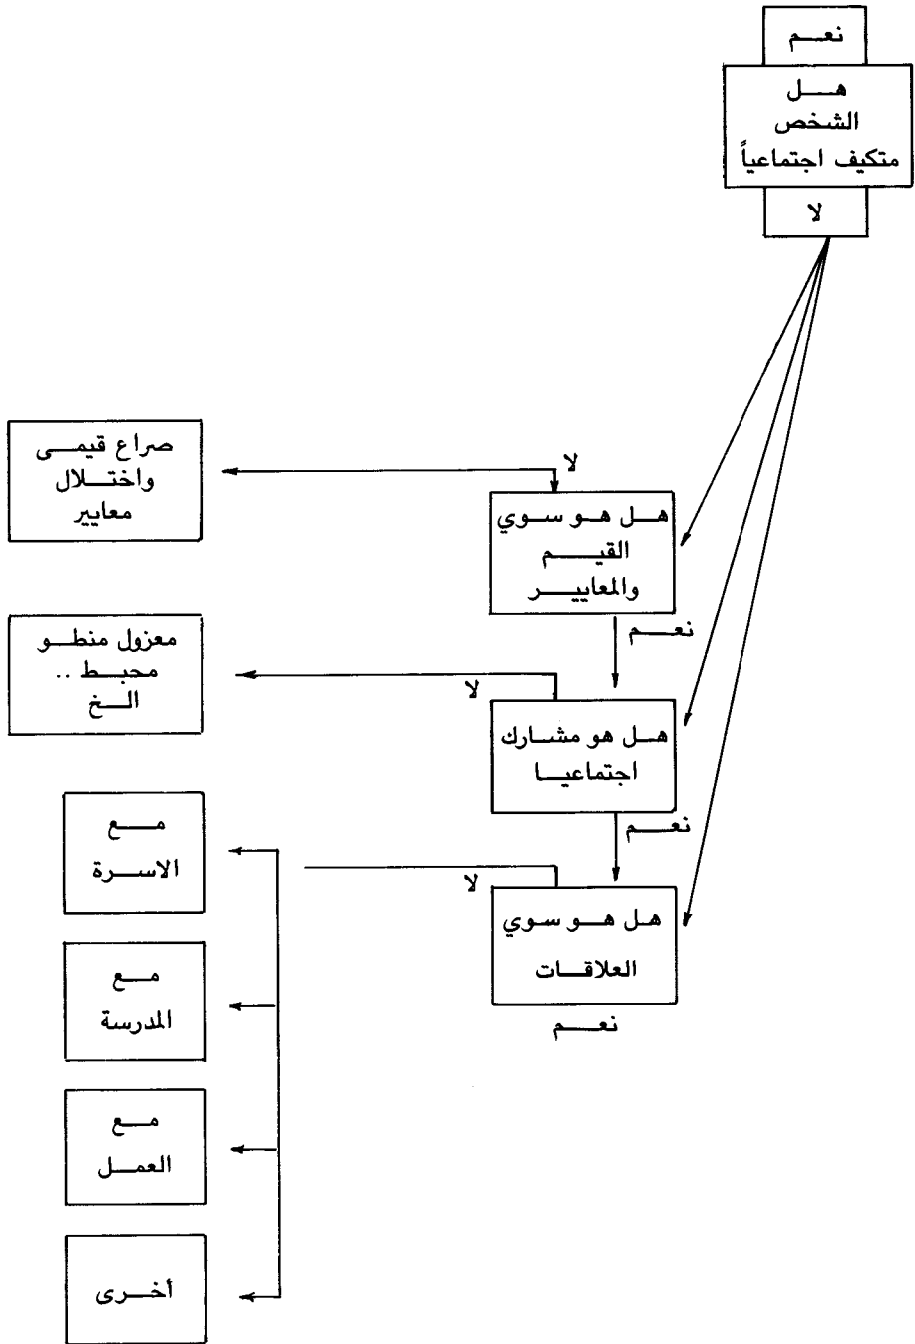 نعم
هل
الشخص
متكيف اجتماعياً
لا
لا
هل هو سوي
القيم
والمعايير
صراع قيمى
واختلال
معايير
نعم
لا
هل هو مشارك
اجتماعيا
معزول منطو
محبط ..
الخ
نعم
لا
هل هو سوي
العلاقات
نعم
مع
الاسرة
مع
المدرسة
مع
العمل
أخرى